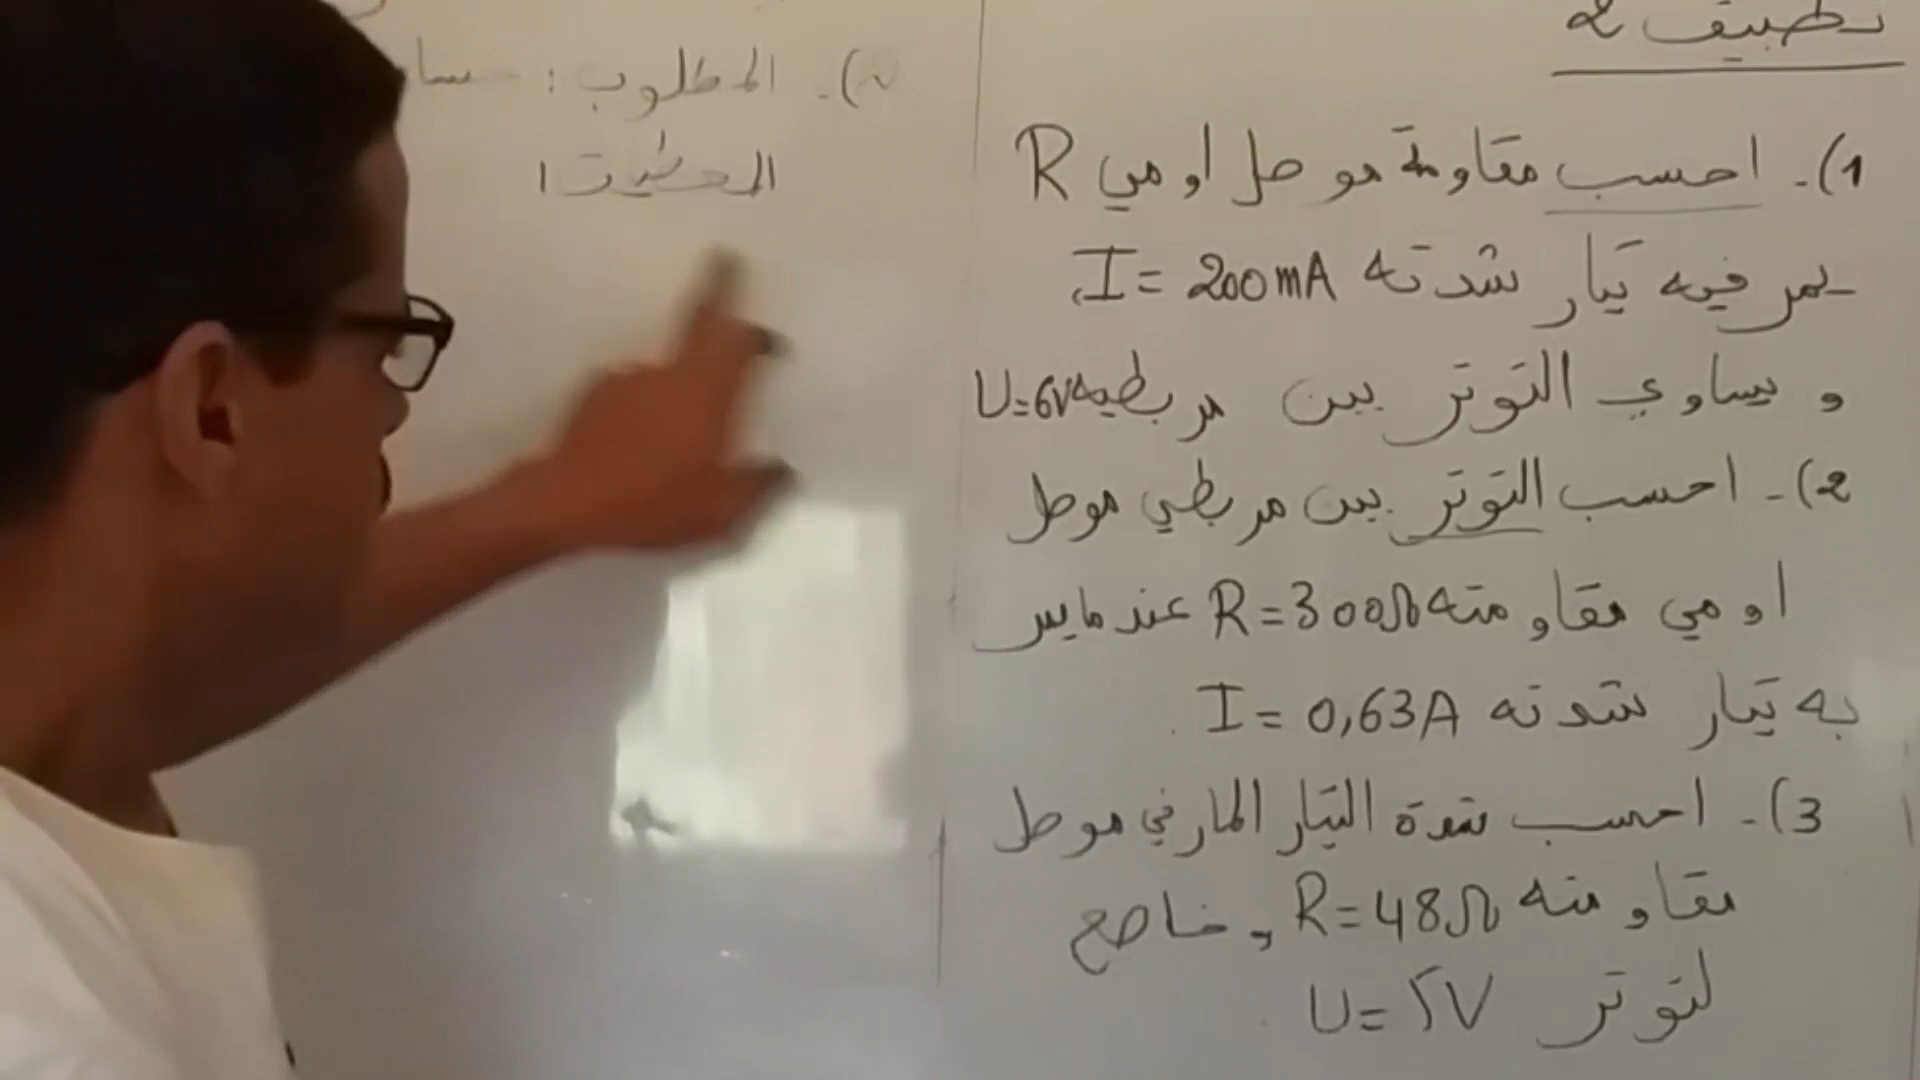 تطبيق 2
1). احسب مقاومة موصل اومي R
يمر فيه تيار شدته I = 200mA
و يساوي التوتر بين مربطيه U=6V
2)- احسب التوتر بين مربطي موصل
اومي مقاومته R=300Ω عندما يمر
به تيار شدته I = 0,63A .
3)- احسب شدة التيار المار في موصل
مقاومته R=48Ω و خاضع
لتوتر
2). المطلوب : حسا
المعطيات